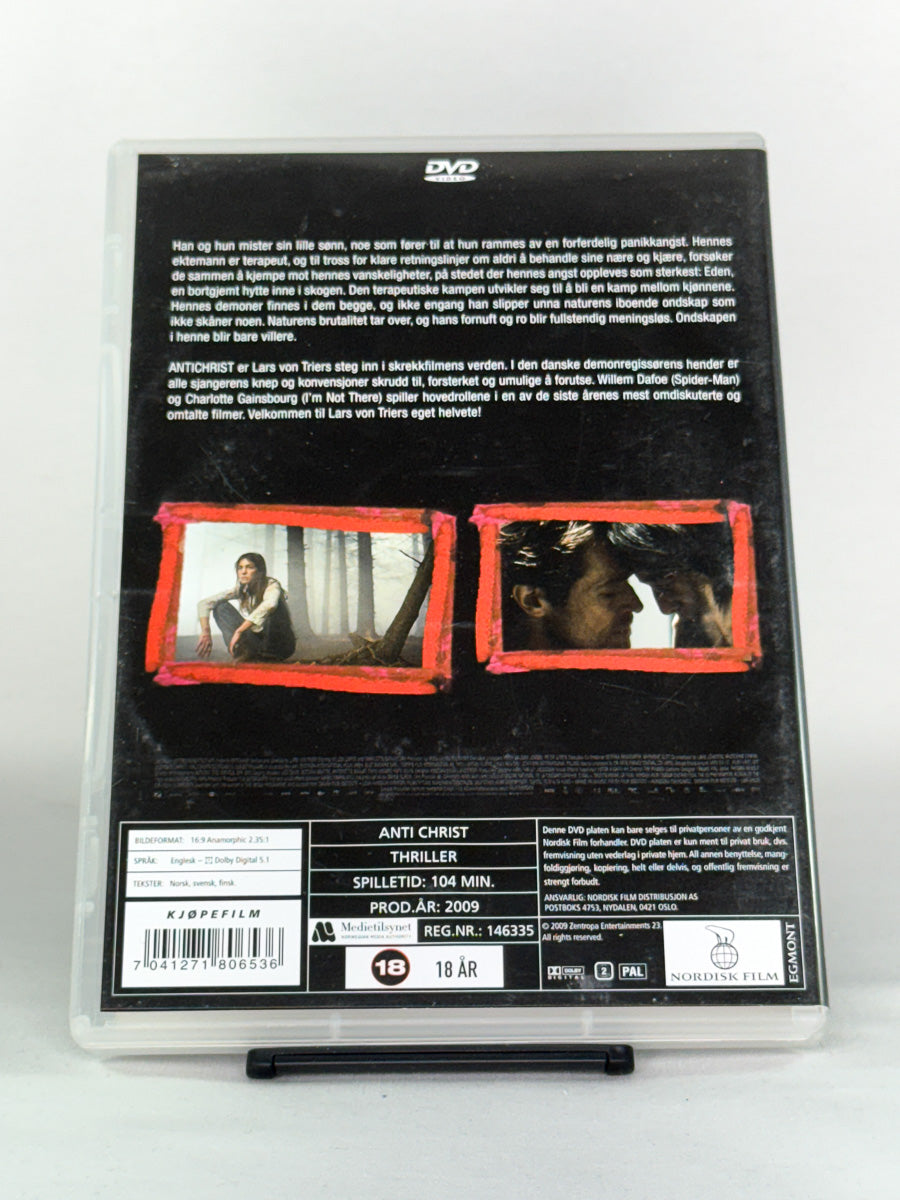 DVD
VIDEO
Han og hun mister sin lille sønn, noe som fører til at hun rammes av en forferdelig panikkangst. Hennes
ektemann er terapeut, og til tross for klare retningslinjer om aldri å behandle sine nære og kjære, forsøker
de sammen å kjempe mot hennes vanskeligheter, på stedet der hennes angst oppleves som sterkest: Eden,
en bortgjemt hytte inne i skogen. Den terapeutiske kampen utvikler seg til å bli en kamp mellom kjønnene.
Hennes demoner finnes i dem begge, og ikke engang han slipper unna naturens iboende ondskap som
ikke skåner noen. Naturens brutalitet tar over, og hans fornuft og ro blir fullstendig meningsløs. Ondskapen
i henne blir bare villere.
ANTICHRIST er Lars von Triers steg inn i skrekkfilmens verden. I den danske demonregissørens hender er
alle sjangerens knep og konvensjoner skrudd til, forsterket og umulige å forutse. Willem Dafoe (Spider-Man)
og Charlotte Gainsbourg (I'm Not There) spiller hovedrollene i en av de siste årenes mest omdiskuterte og
omtalte filmer. Velkommen til Lars von Triers eget helvete!
BILDEFORMAT: 16:9 Anamorphic 2.35:1
SPRÅK: Englesk – Dolby Digital 5.1
TEKSTER: Norsk, svensk, finsk.
KJØPEFILM
7 041271 806536
ANTI CHRIST
THRILLER
SPILLETID: 104 MIN.
PROD.ÅR: 2009
Medietilsynet
NORWEGIAN MEDIA AUTHORITY
REG.NR.: 146335
18
18 ÅR
Denne DVD platen kan bare selges til privatpersoner av en godkjent
Nordisk Film forhandler. DVD platen er kun ment til privat bruk, dvs.
fremvisning uten vederlag i private hjem. All annen benyttelse, mang-
foldiggjøring, kopiering, helt eller delvis, og offentlig fremvisning er
strengt forbudt.
ANSVARLIG: NORDISK FILM DISTRIBUSJON AS
POSTBOKS 4753, NYDALEN, 0421 OSLO.
© 2009 Zentropa Entertainments 23.
All rights reserved.
DOLBY
DIGITAL
2
PAL
NORDISK FILM
EGMONT